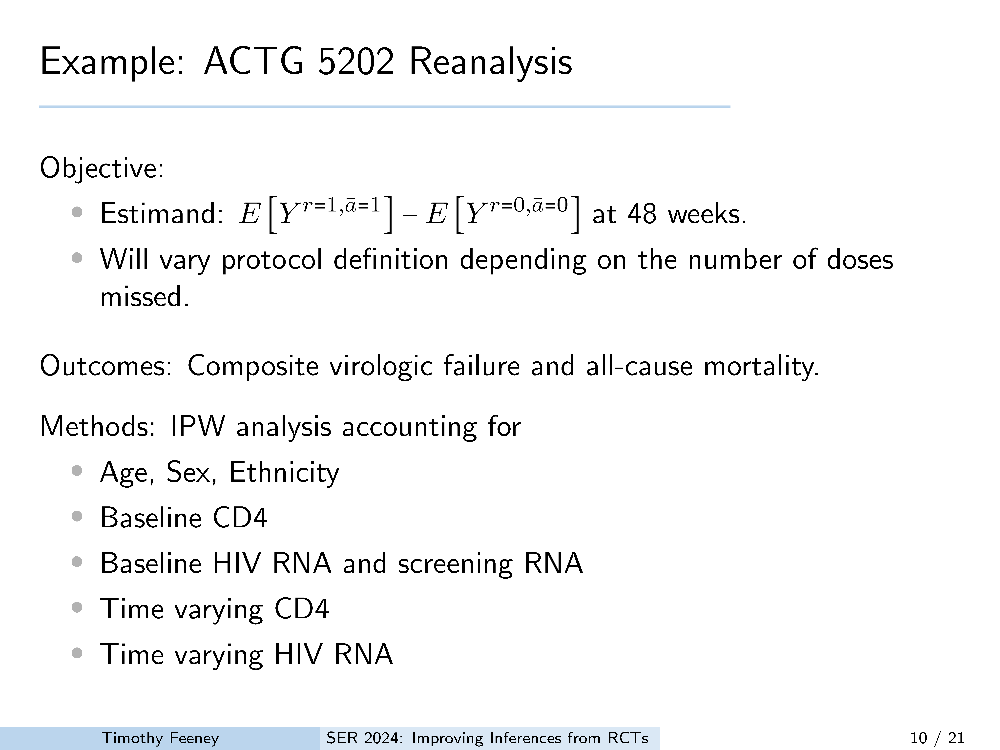 Example: ACTG 5202 Reanalysis
Objective:
• Estimand: $E\left[Y^{r=1,\bar{a}=1}\right] - E\left[Y^{r=0,\bar{a}=0}\right]$ at 48 weeks.
• Will vary protocol definition depending on the number of doses
missed.
Outcomes: Composite virologic failure and all-cause mortality.
Methods: IPW analysis accounting for
• Age, Sex, Ethnicity
• Baseline CD4
• Baseline HIV RNA and screening RNA
• Time varying CD4
• Time varying HIV RNA
Timothy Feeney
SER 2024: Improving Inferences from RCTs
10 / 21